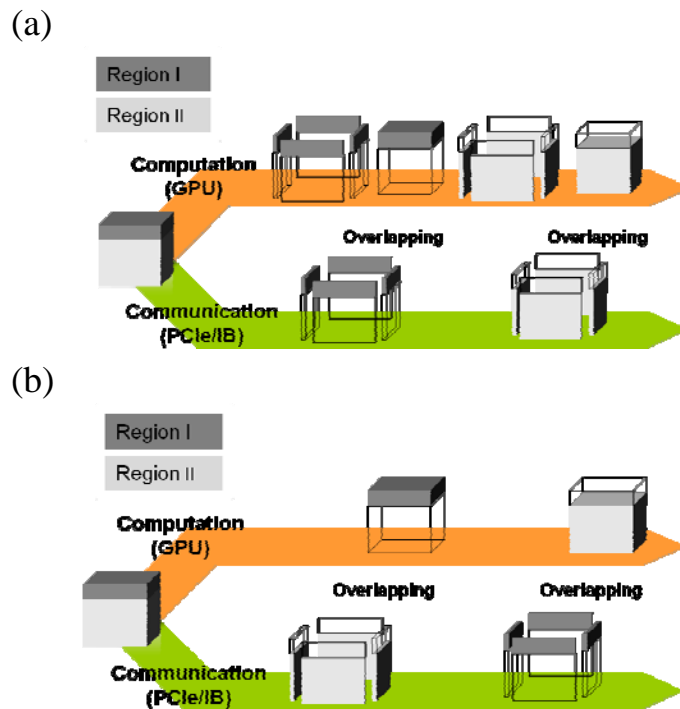 (a)
Region I
Region II
Computation
(GPU)
Overlapping
Overlapping
Communication
(PCIe/IB)
(b)
Region I
Region II
Computation
(GPU)
Overlapping
Overlapping
Communication
(PCIe/IB)